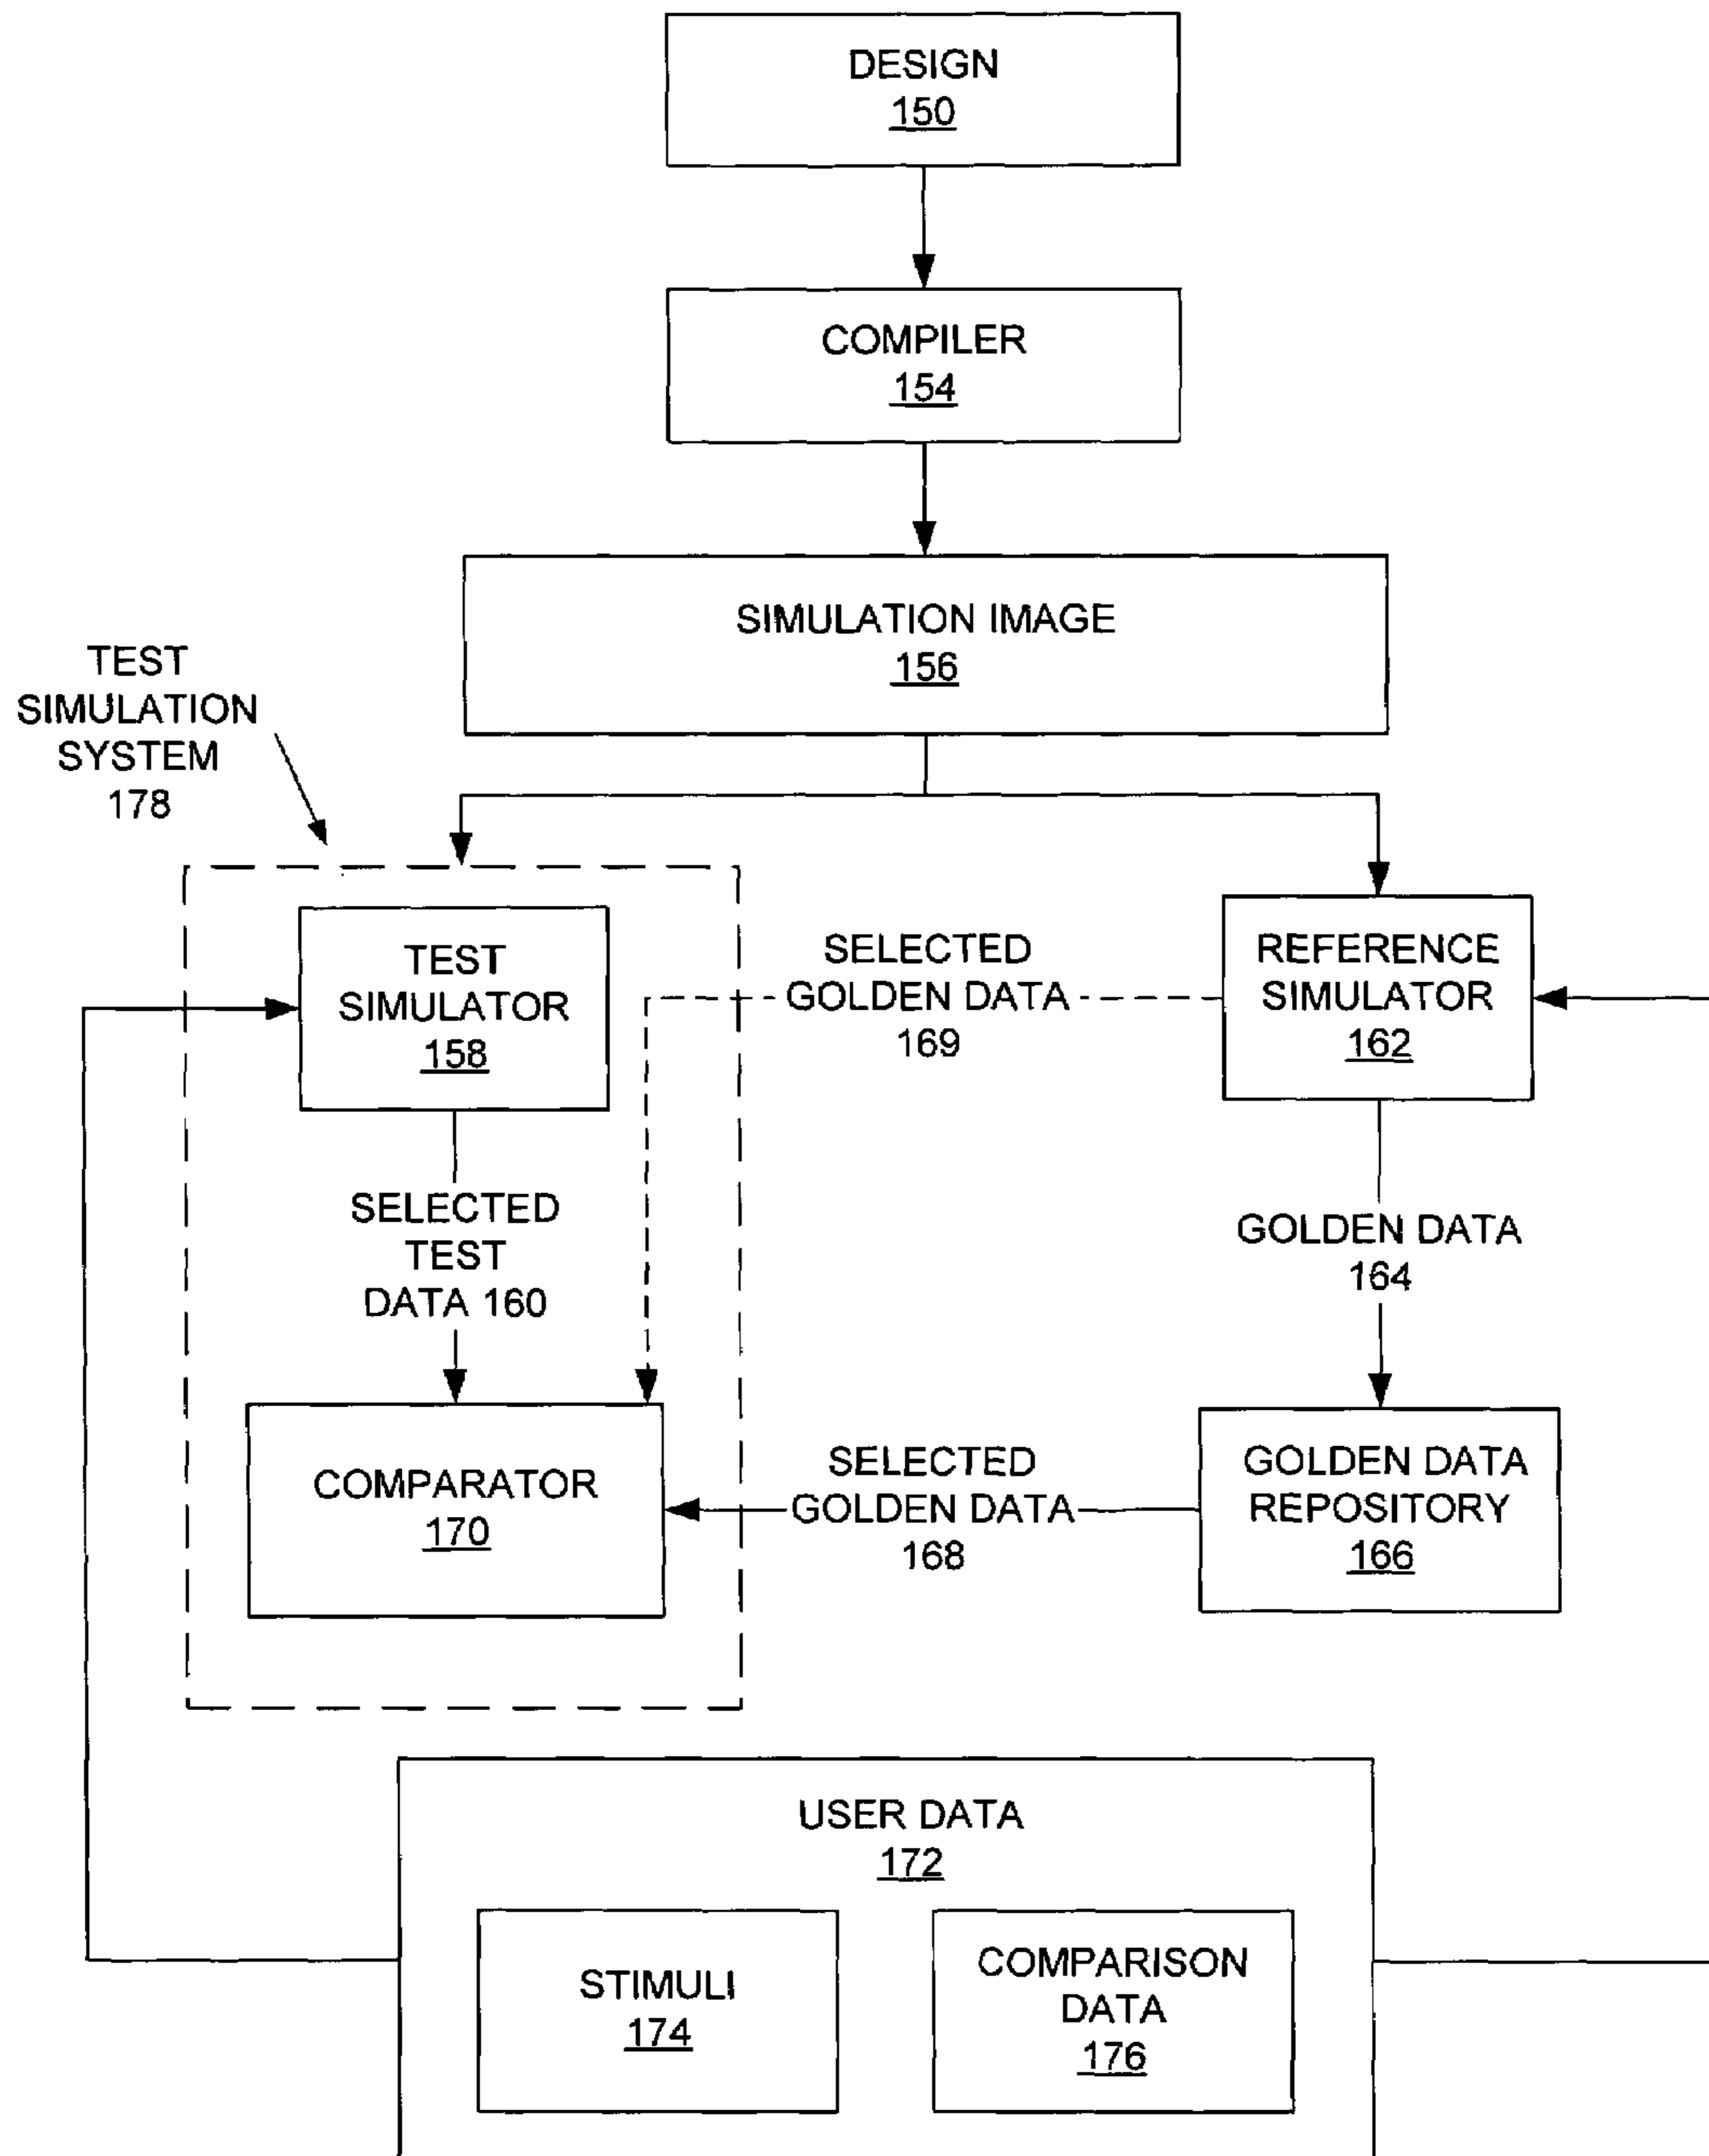 DESIGN
150
COMPILER
154
SIMULATION IMAGE
156
TEST
SIMULATION
SYSTEM
178
TEST
SIMULATOR
158
SELECTED
GOLDEN DATA
169
REFERENCE
SIMULATOR
162
SELECTED
TEST
DATA 160
GOLDEN DATA
164
COMPARATOR
170
SELECTED
GOLDEN DATA
168
GOLDEN DATA
REPOSITORY
166
USER DATA
172
STIMULI
174
COMPARISON
DATA
176